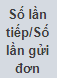 Số lần
tiếp/Số
lần gửi
đơn